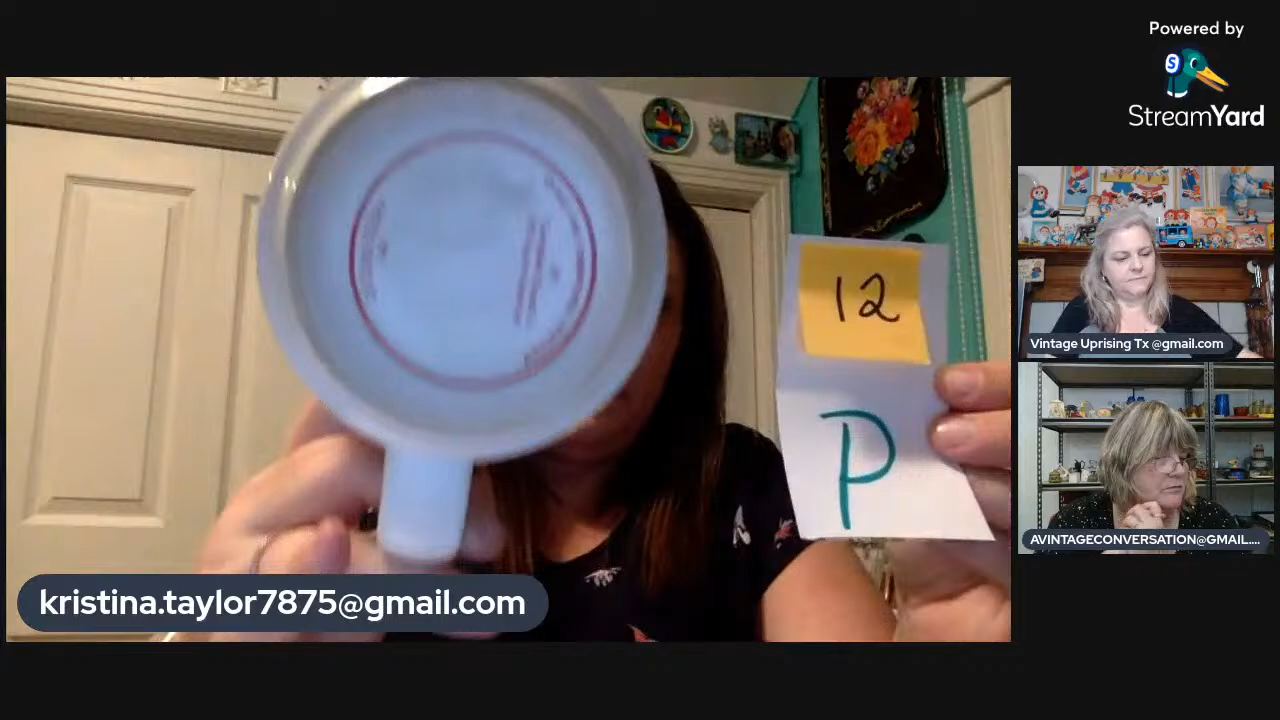 Powered by
StreamYard
12
P
kristina.taylor7875@gmail.com
Vintage Uprising Tx @gmail.com
AVINTAGECONVERSATION@GMAIL....